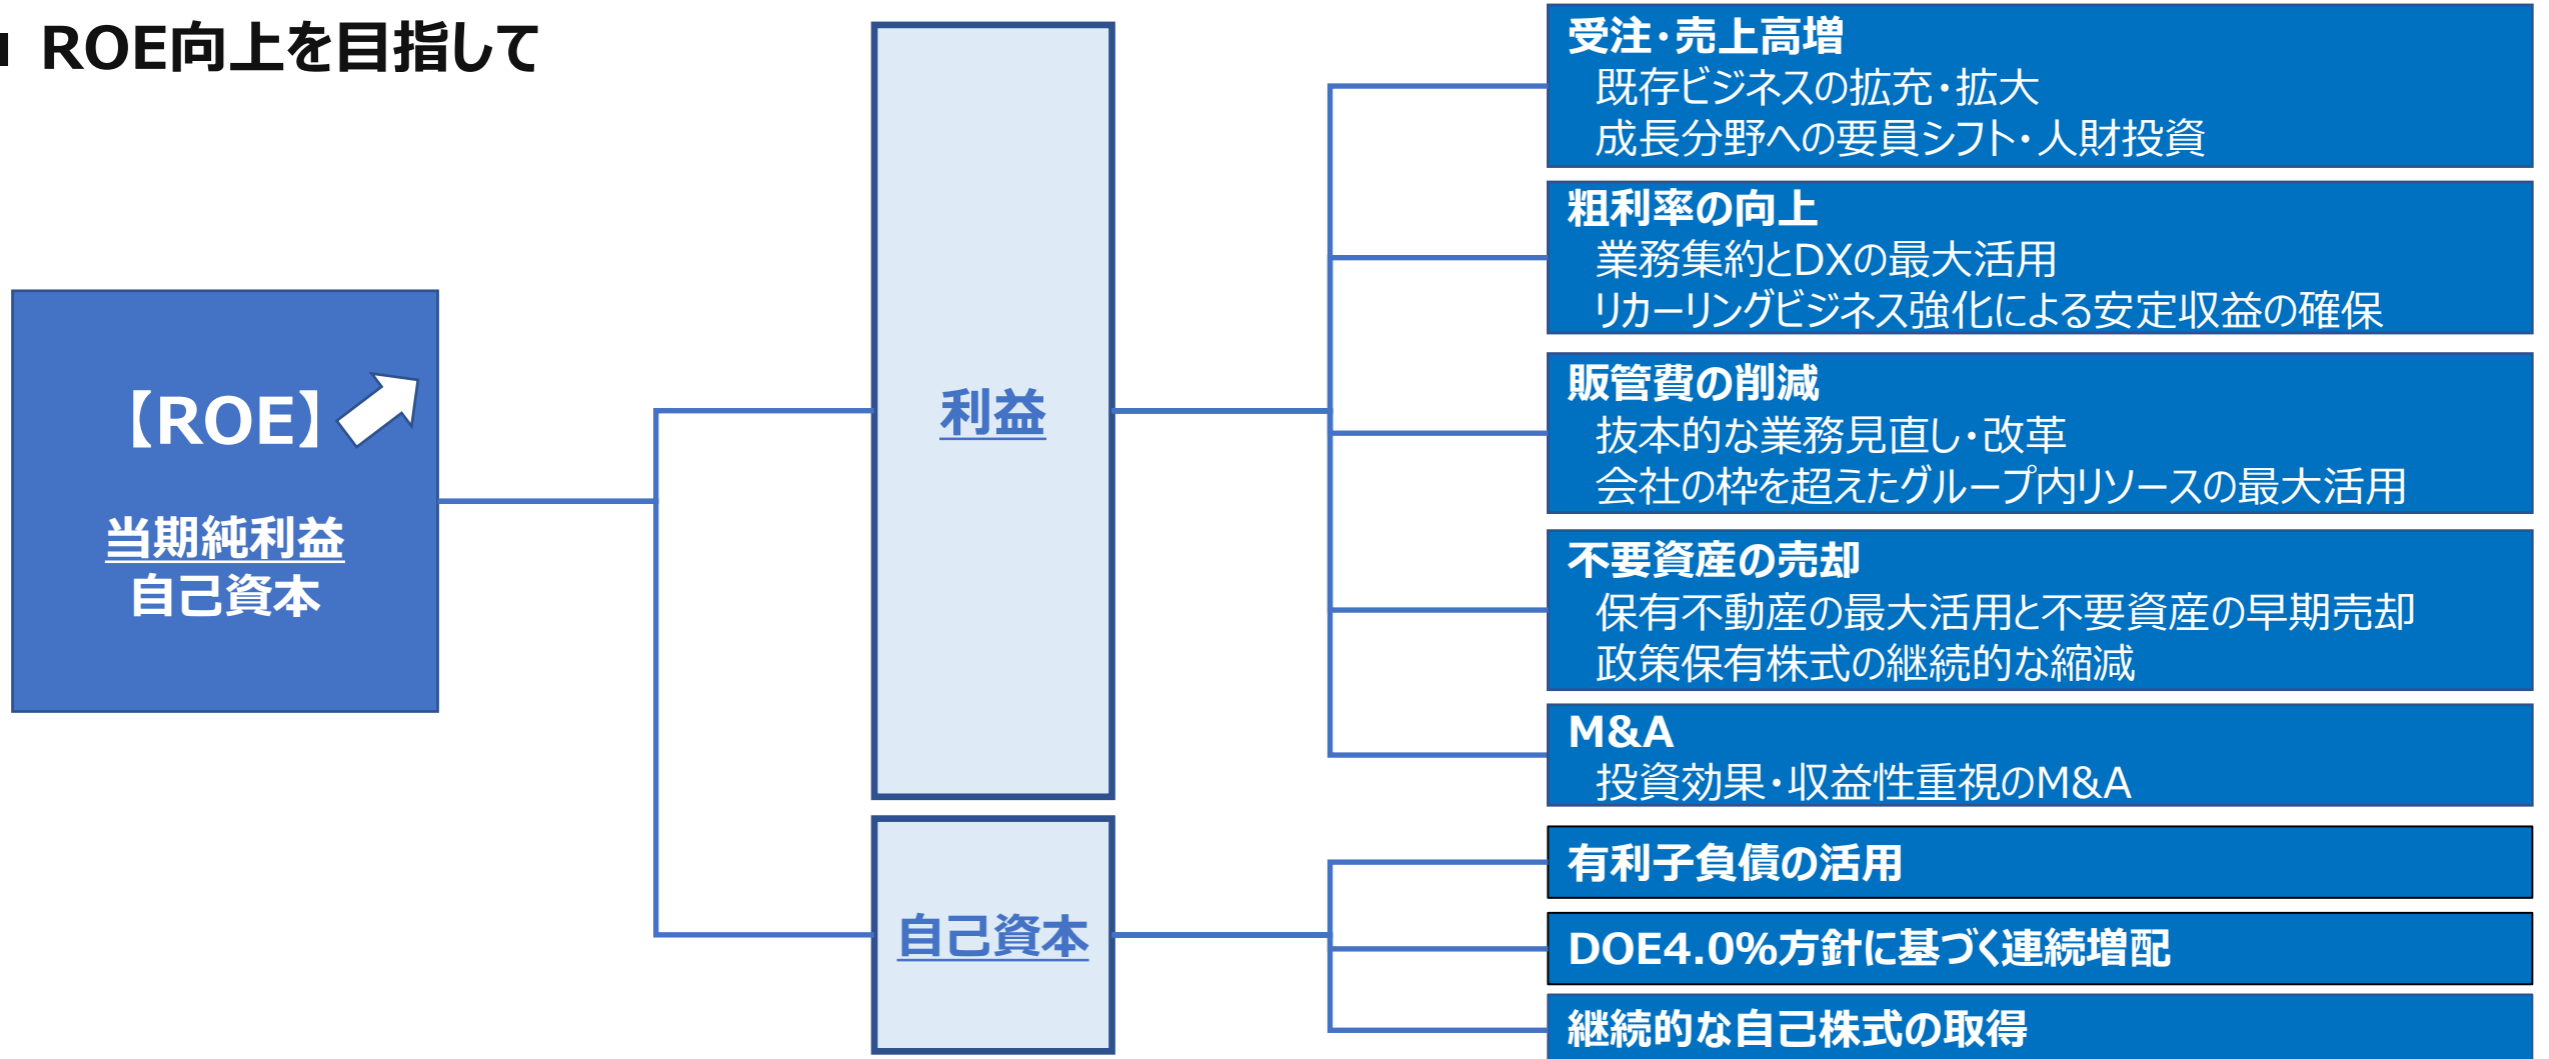 ROE向上を目指して
【ROE】
当期純利益
自己資本
利益
自己資本
受注・売上高増
既存ビジネスの拡充・拡大
成長分野への要員シフト・人財投資
粗利率の向上
業務集約とDXの最大活用
リカーリングビジネス強化による安定収益の確保
販管費の削減
抜本的な業務見直し・改革
会社の枠を超えたグループ内リソースの最大活用
不要資産の売却
保有不動産の最大活用と不要資産の早期売却
政策保有株式の継続的な縮減
M&A
投資効果・収益性重視のM&A
有利子負債の活用
DOE4.0%方針に基づく連続増配
継続的な自己株式の取得